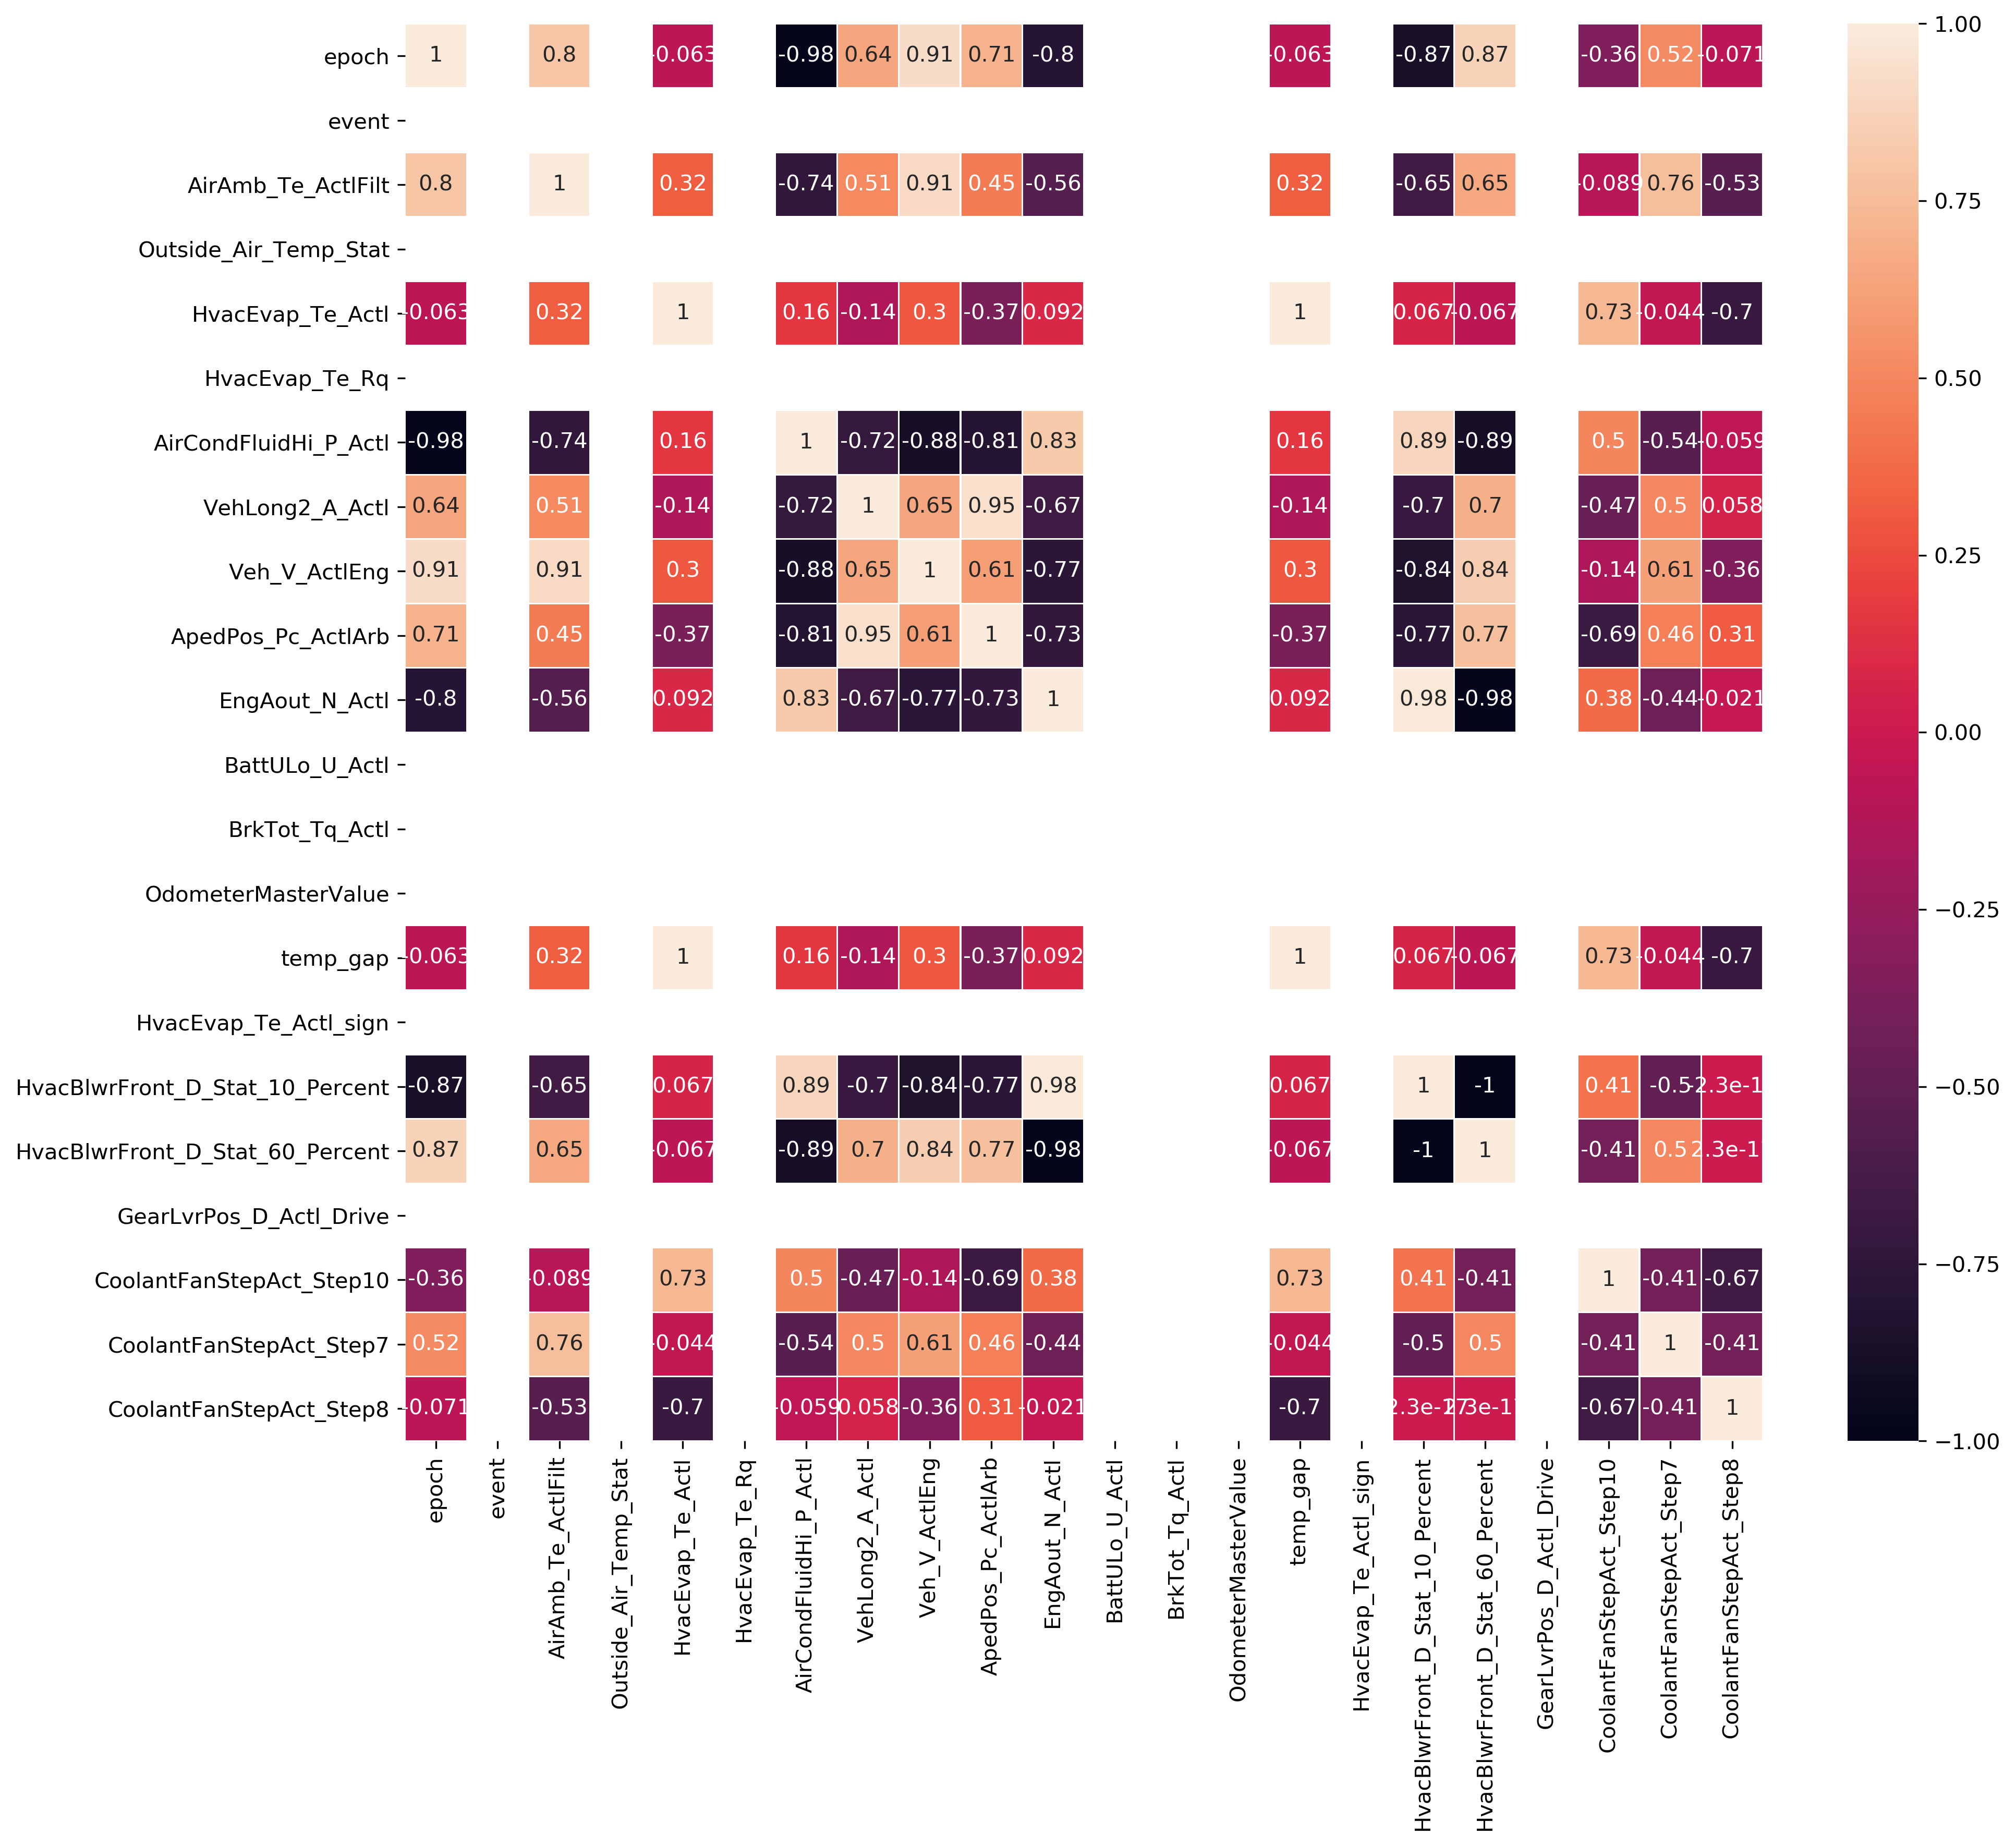 epoch 1 0.8 -0.063 -0.98 0.64 0.91 0.71 -0.8 -0.063 -0.87 0.87 -0.36 0.52 -0.071
event
AirAmb_Te_ActlFilt 0.8 1 0.32 -0.74 0.51 0.91 0.45 -0.56 0.32 -0.65 0.65 -0.089 0.76 -0.53
Outside_Air_Temp_Stat
HvacEvap_Te_Actl -0.063 0.32 1 0.16 -0.14 0.3 -0.37 0.092 1 0.067 -0.067 0.73 -0.044 -0.7
HvacEvap_Te_Rq
AirCondFluidHi_P_Actl -0.98 -0.74 0.16 1 -0.72 -0.88 -0.81 0.83 0.16 0.89 -0.89 0.5 -0.54 -0.059
VehLong2_A_Actl 0.64 0.51 -0.14 -0.72 1 0.65 0.95 -0.67 -0.14 -0.7 0.7 -0.47 0.5 0.058
Veh_V_ActlEng 0.91 0.91 0.3 -0.88 0.65 1 0.61 -0.77 0.3 -0.84 0.84 -0.14 0.61 -0.36
ApedPos_Pc_ActlArb 0.71 0.45 -0.37 -0.81 0.95 0.61 1 -0.73 -0.37 -0.77 0.77 -0.69 0.46 0.31
EngAout_N_Actl -0.8 -0.56 0.092 0.83 -0.67 -0.77 -0.73 1 0.092 0.98 -0.98 0.38 -0.44 -0.021
BattULo_U_Actl
BrkTot_Tq_Actl
OdometerMasterValue
temp_gap -0.063 0.32 1 0.16 -0.14 0.3 -0.37 0.092 1 0.067 -0.067 0.73 -0.044 -0.7
HvacEvap_Te_Actl_sign
HvacBlwrFront_D_Stat_10_Percent -0.87 -0.65 0.067 0.89 -0.7 -0.84 -0.77 0.98 0.067 1 -1 0.41 -0.5
HvacBlwrFront_D_Stat_60_Percent 0.87 0.65 -0.067 -0.89 0.7 0.84 0.77 -0.98 -0.067 -1 1 -0.41 0.5
GearLvrPos_D_Actl_Drive
CoolantFanStepAct_Step10 -0.36 -0.089 0.73 0.5 -0.47 -0.14 -0.69 0.38 0.73 0.41 -0.41 1 -0.41 -0.67
CoolantFanStepAct_Step7 0.52 0.76 -0.044 -0.54 0.5 0.61 0.46 -0.44 -0.044 -0.5 0.5 -0.41 1 -0.41
CoolantFanStepAct_Step8 -0.071 -0.53 -0.7 -0.059 0.058 -0.36 0.31 -0.021 -0.7 -0.67 -0.41 1
epoch
event
AirAmb_Te_ActlFilt
Outside_Air_Temp_Stat
HvacEvap_Te_Actl
HvacEvap_Te_Rq
AirCondFluidHi_P_Actl
VehLong2_A_Actl
Veh_V_ActlEng
ApedPos_Pc_ActlArb
EngAout_N_Actl
BattULo_U_Actl
BrkTot_Tq_Actl
OdometerMasterValue
temp_gap
HvacEvap_Te_Actl_sign
HvacBlwrFront_D_Stat_10_Percent
HvacBlwrFront_D_Stat_60_Percent
GearLvrPos_D_Actl_Drive
CoolantFanStepAct_Step10
CoolantFanStepAct_Step7
CoolantFanStepAct_Step8
1.00
0.75
0.50
0.25
0.00
−0.25
−0.50
−0.75
−1.00